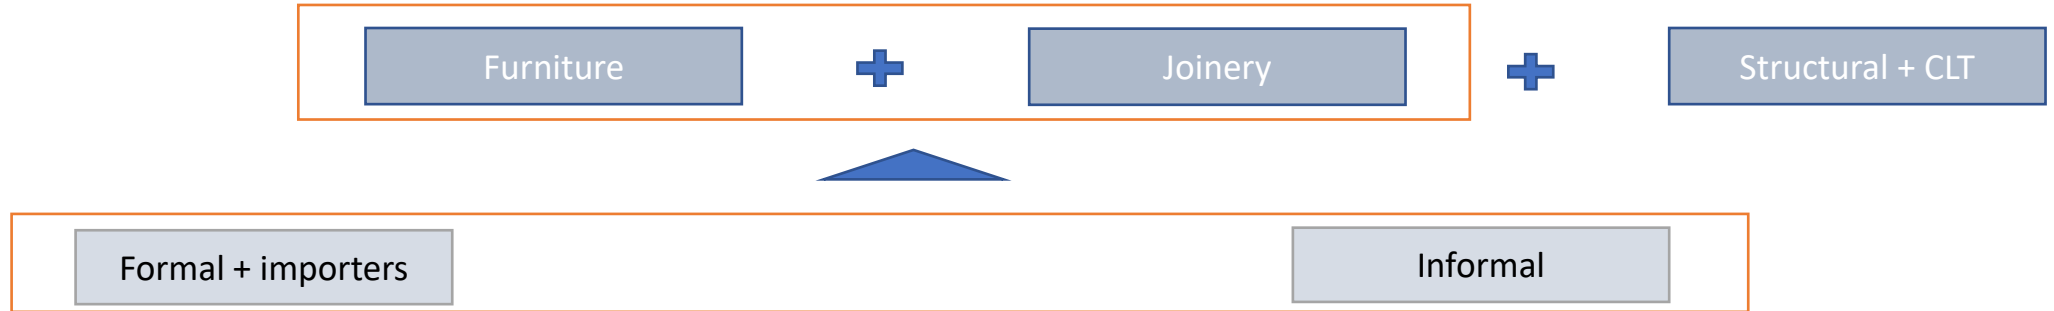 Furniture
Joinery
Structural + CLT
Formal + importers
Informal